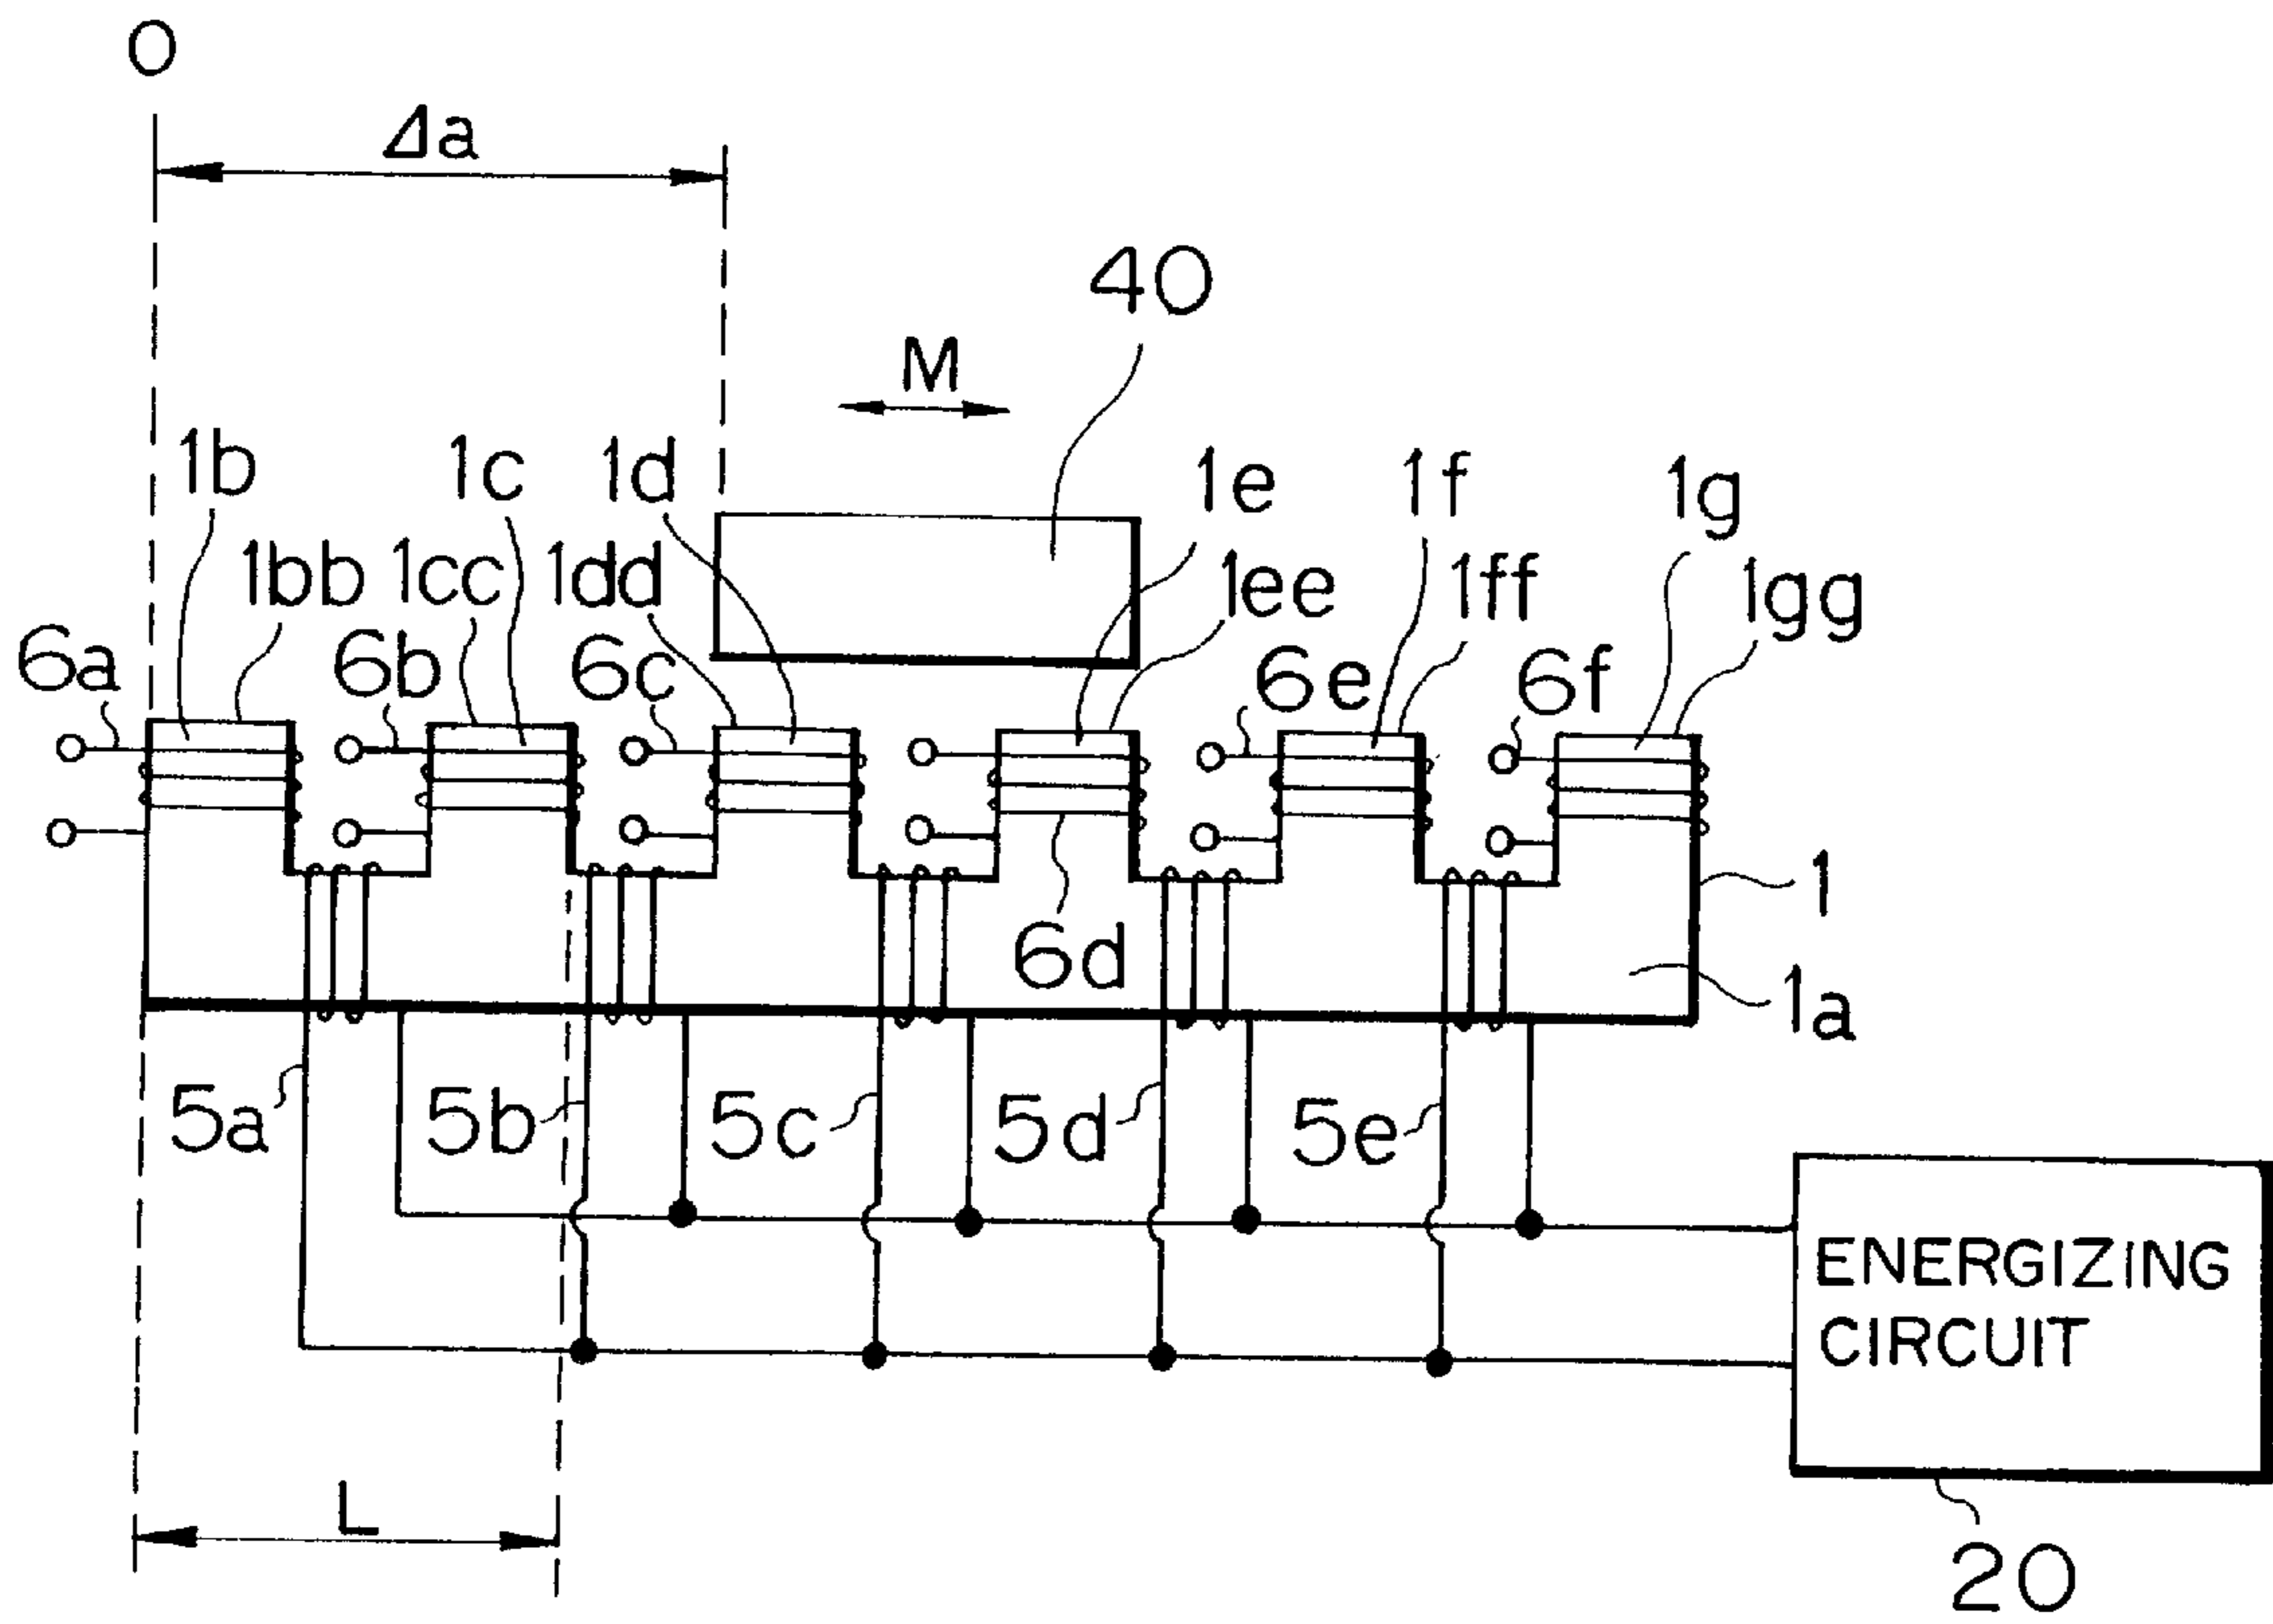 O
Δa
40
M
1b 1c 1d 1e 1f 1g
1bb 1cc 1dd 1ee 1ff 1gg
6a 6b 6c 6e 6f
1
6d
1a
5a 5b 5c 5d 5e
ENERGIZING
CIRCUIT
L
20